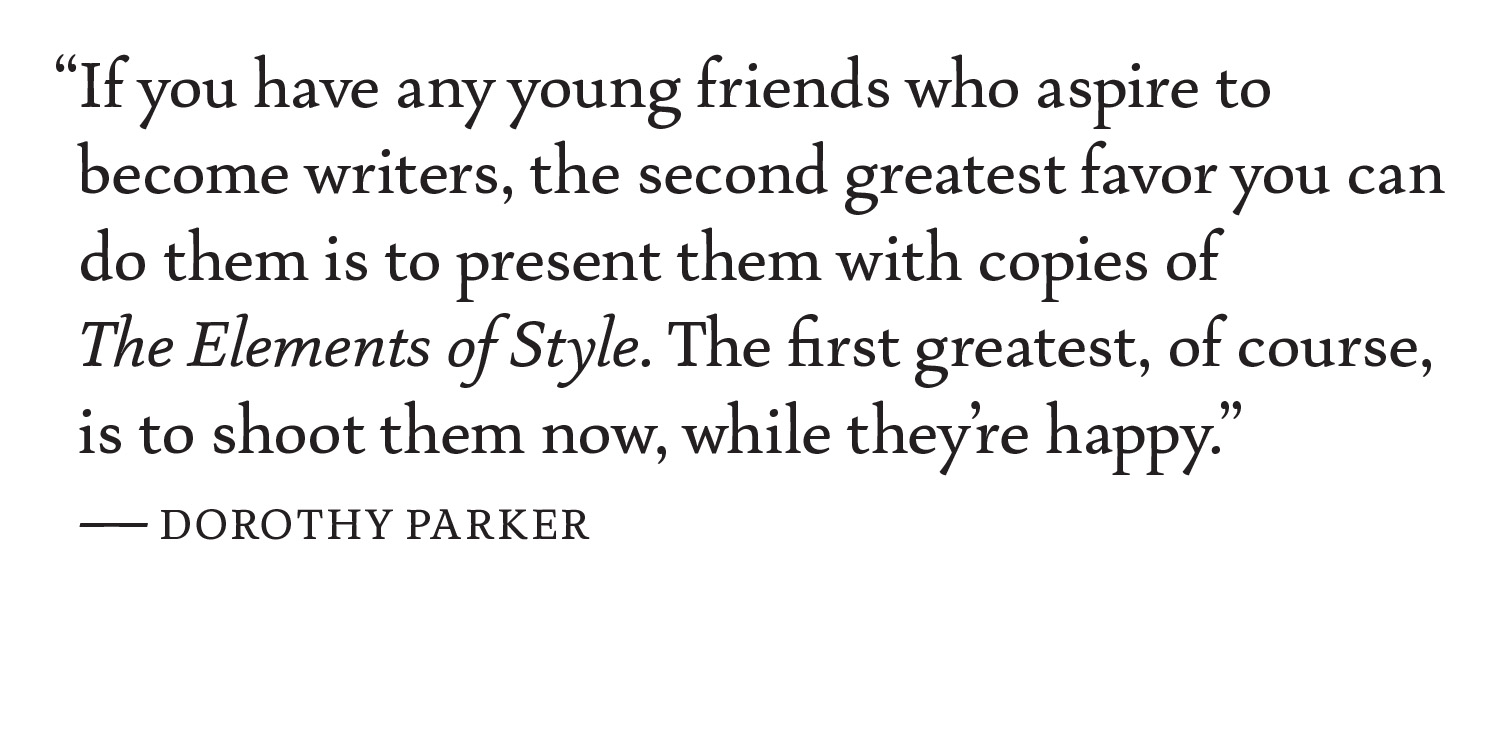 “If you have any young friends who aspire to
become writers, the second greatest favor you can
do them is to present them with copies of
The Elements of Style. The first greatest, of course,
is to shoot them now, while they’re happy.”
— DOROTHY PARKER